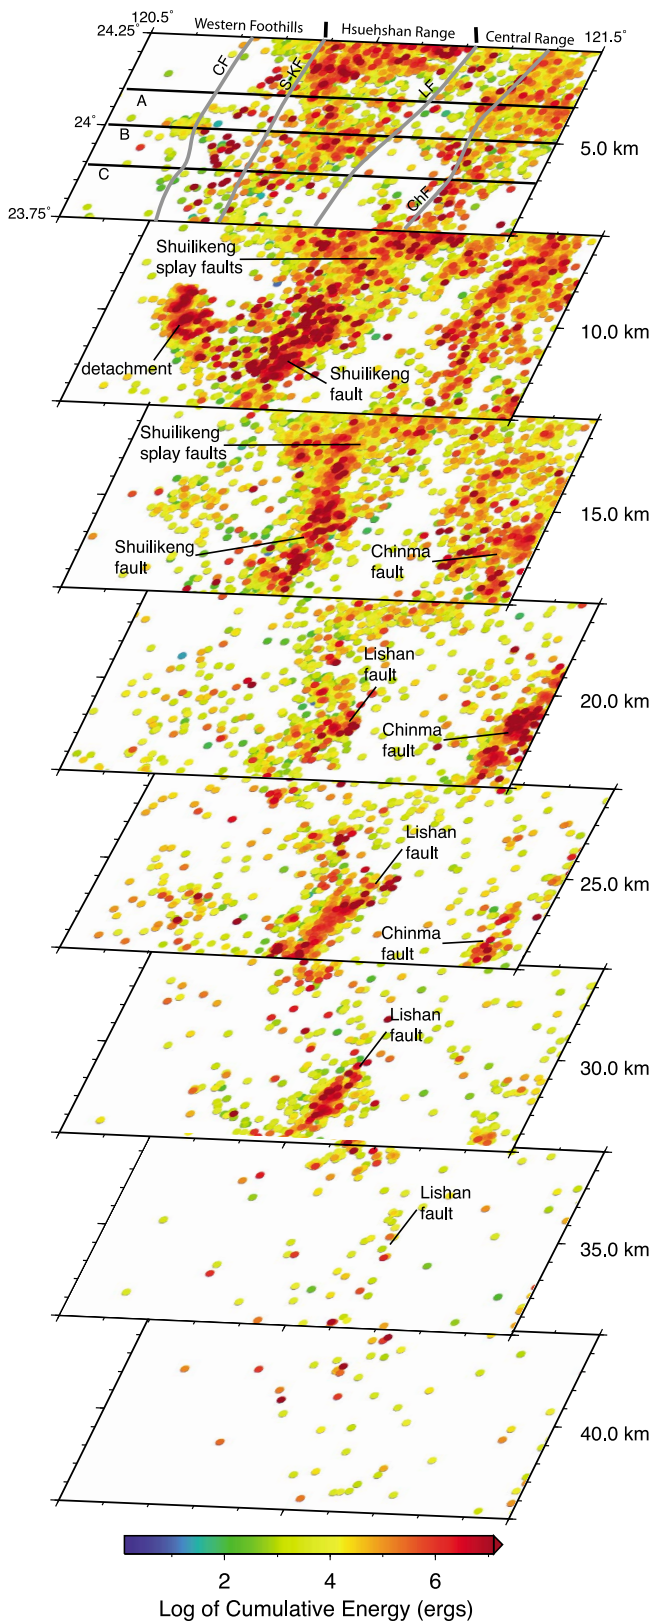 120.5°
Western Foothills
Hsuehshan Range
Central Range
121.5°
24.25°
CF
S-KF
LF
A
24°
B
5.0 km
C
ChF
23.75°
Shuilikeng
splay faults
10.0 km
detachment
Shuilikeng
fault
Shuilikeng
splay faults
15.0 km
Shuilikeng
fault
Chinma
fault
Lishan
fault
20.0 km
Chinma
fault
Lishan
fault
25.0 km
Chinma
fault
Lishan
fault
30.0 km
Lishan
fault
35.0 km
40.0 km
2 4 6
Log of Cumulative Energy (ergs)